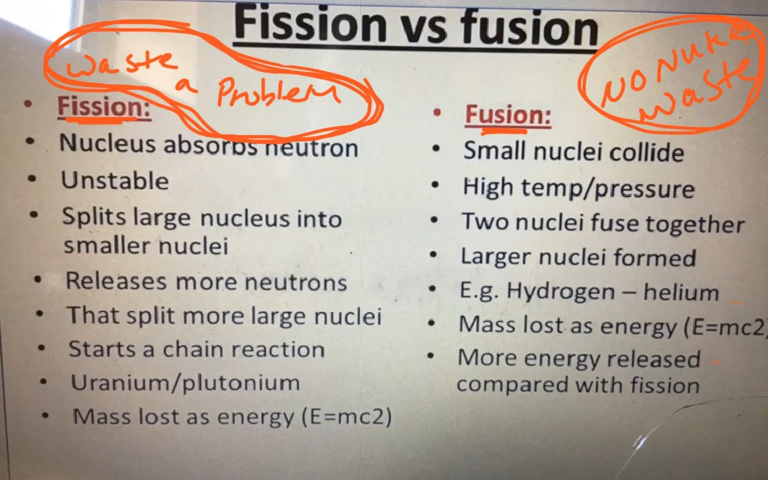 Fission vs fusion
waste
a Problem
NO NUKE
waste
• Fission:
• Nucleus absorbs neutron
• Unstable
• Splits large nucleus into
smaller nuclei
• Releases more neutrons
• That split more large nuclei
• Starts a chain reaction
• Uranium/plutonium
• Mass lost as energy (E=mc2)
• Fusion:
• Small nuclei collide
• High temp/pressure
• Two nuclei fuse together
• Larger nuclei formed
• E.g. Hydrogen – helium
• Mass lost as energy (E=mc2)
• More energy released
compared with fission